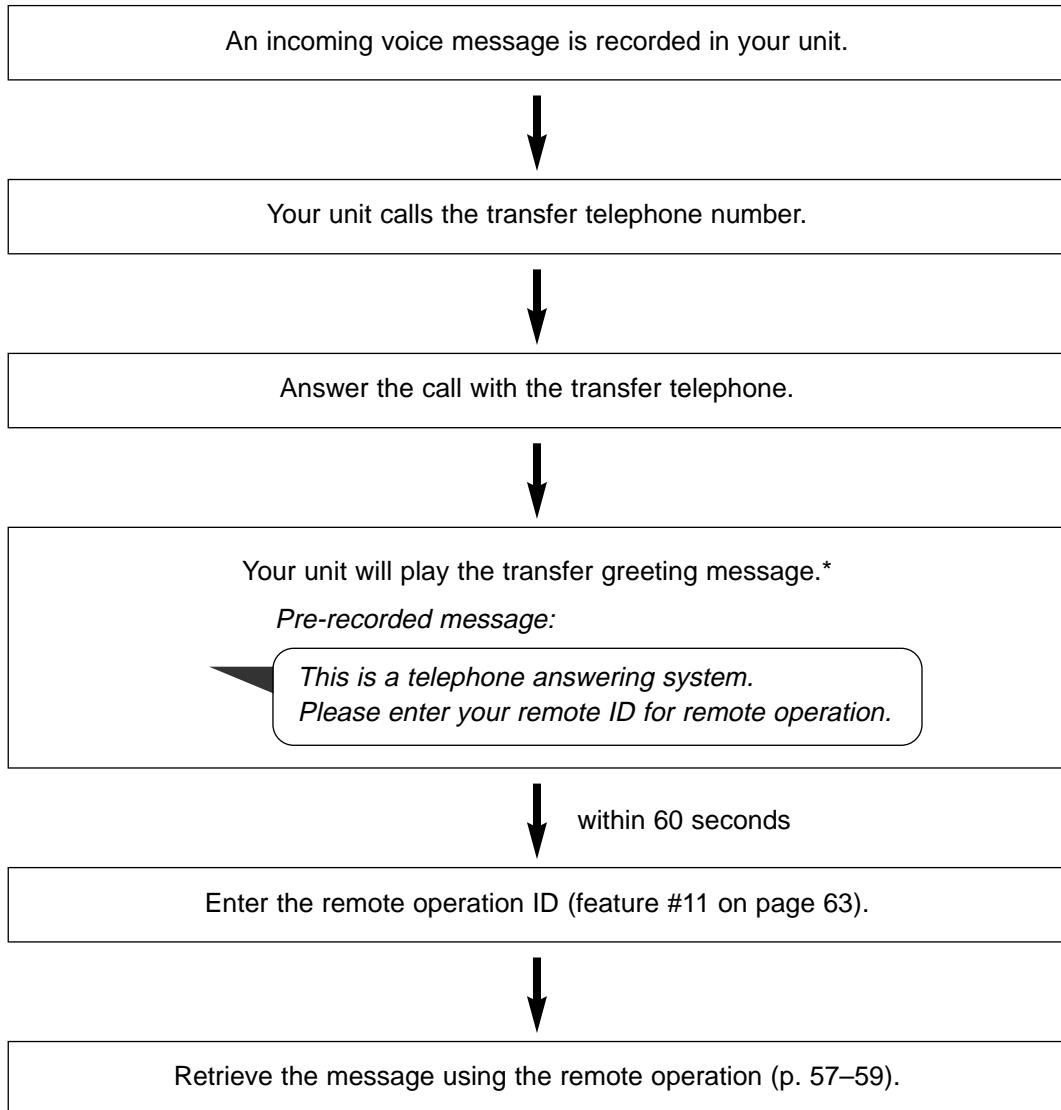 An incoming voice message is recorded in your unit.
Your unit calls the transfer telephone number.
Answer the call with the transfer telephone.
Your unit will play the transfer greeting message.*
Pre-recorded message:
This is a telephone answering system.
Please enter your remote ID for remote operation.
within 60 seconds
Enter the remote operation ID (feature #11 on page 63).
Retrieve the message using the remote operation (p. 57–59).